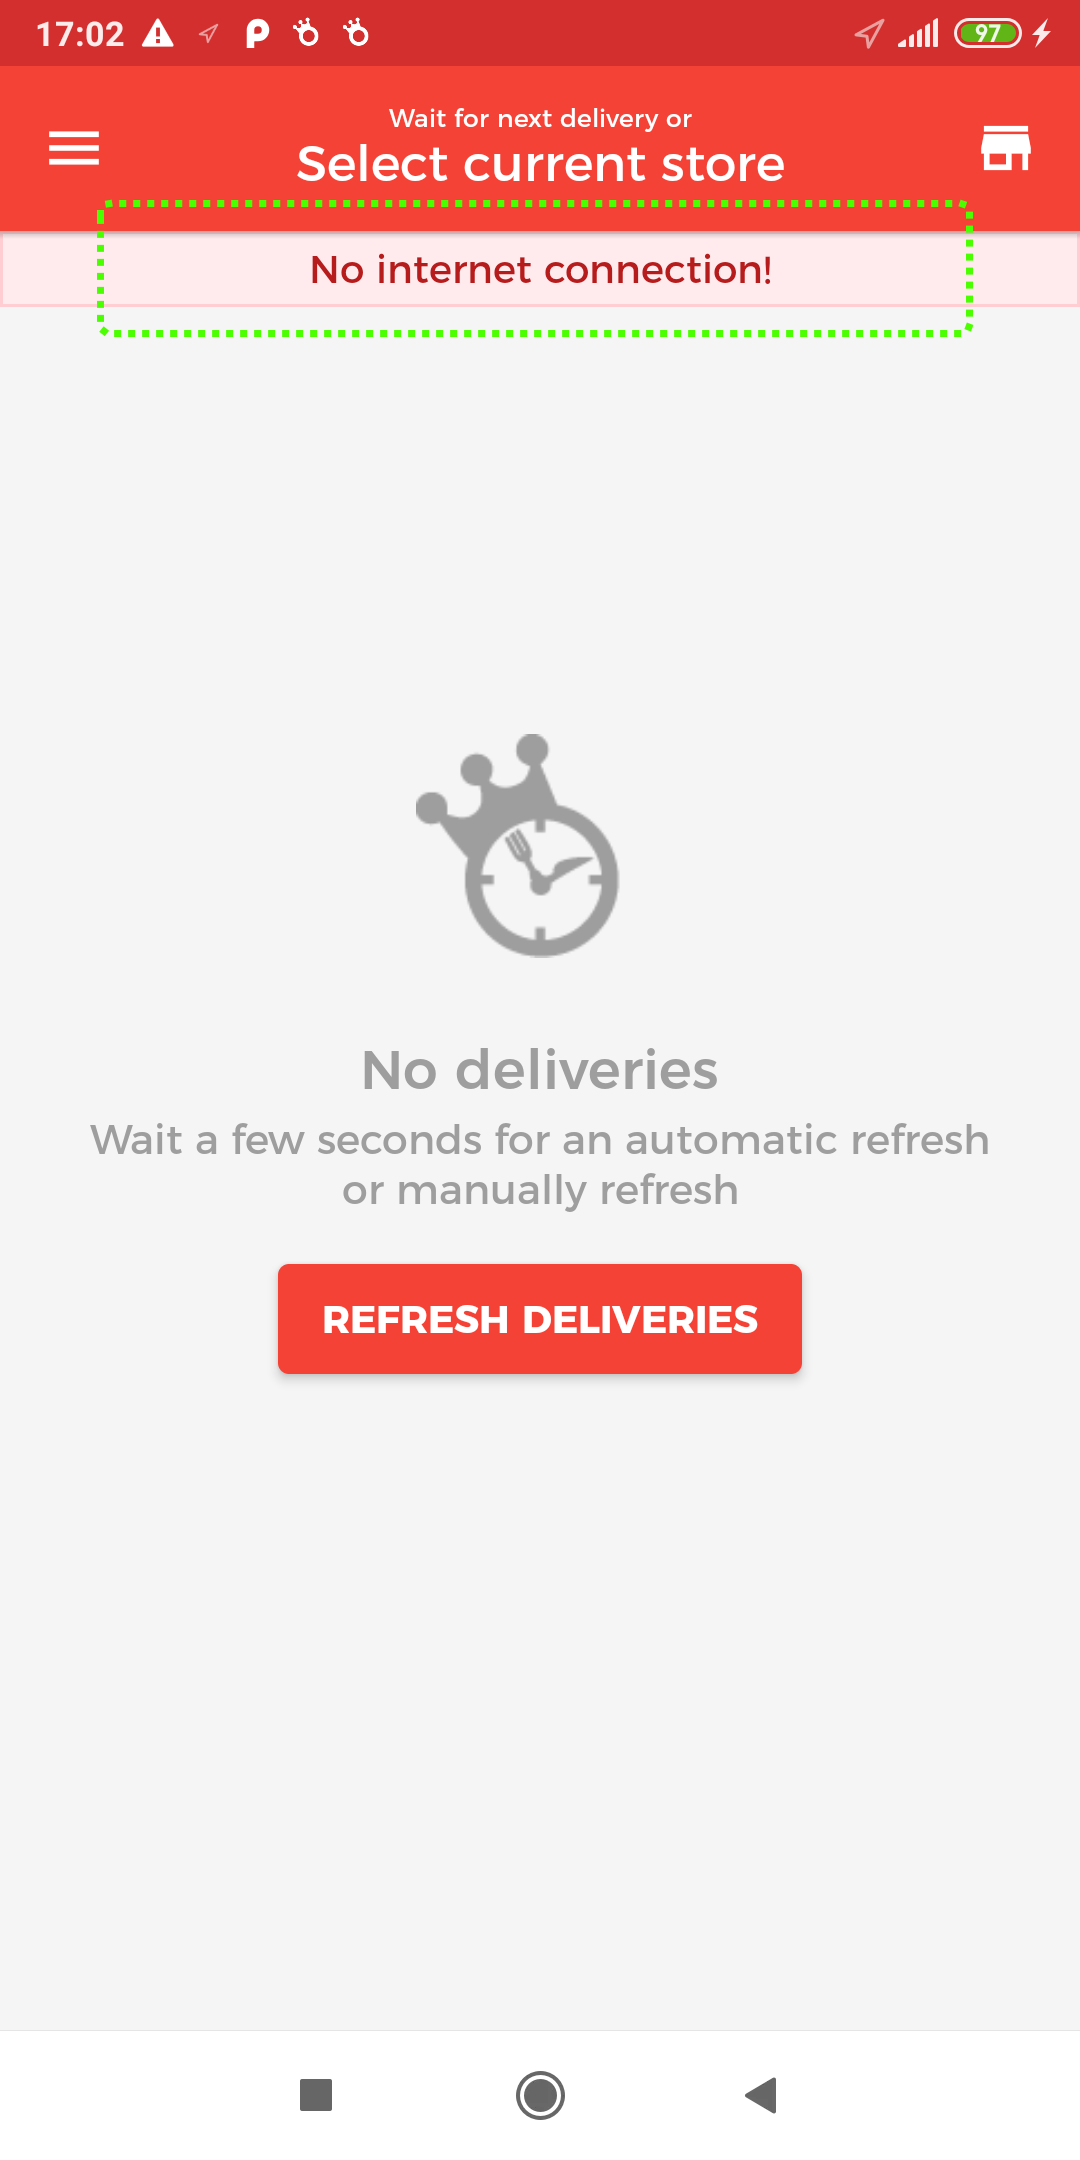 17:02
97
Wait for next delivery or
Select current store
No internet connection!
No deliveries
Wait a few seconds for an automatic refresh
or manually refresh
REFRESH DELIVERIES